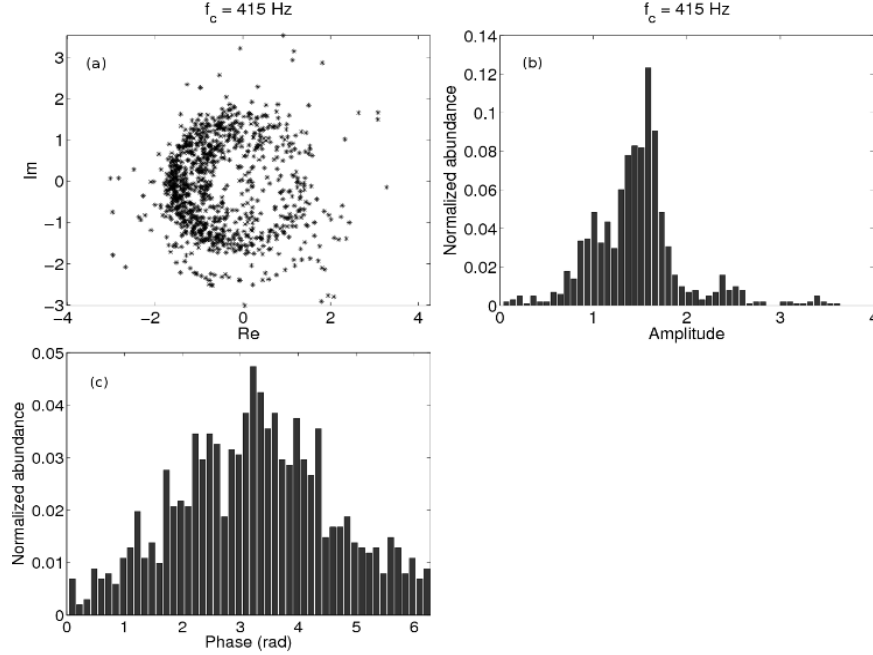 f_c = 415 Hz
(a)
3
2
1
0
−1
−2
−3
Im
−4 −2 0 2 4
Re
f_c = 415 Hz
(b)
0.14
0.12
0.1
0.08
0.06
0.04
0.02
0
Normalized abundance
0 1 2 3 4
Amplitude
(c)
0.05
0.04
0.03
0.02
0.01
0
Normalized abundance
0 1 2 3 4 5 6
Phase (rad)